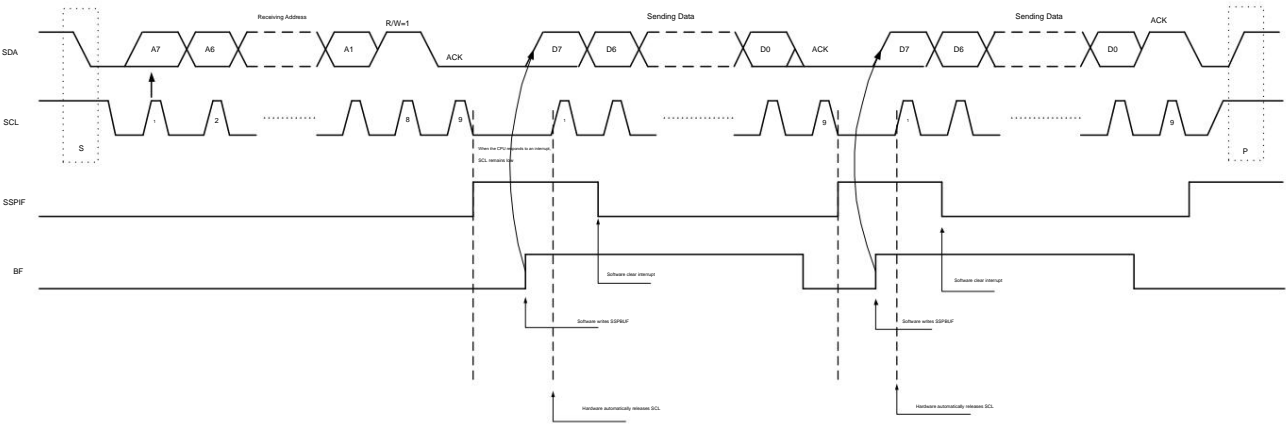 Receiving Address
Sending Data
Sending Data
R/W=1
ACK
SDA
A7
A6
A1
ACK
D7
D6
D0
ACK
D7
D6
D0
SCL
1
2
8
9
1
9
1
9
S
When the CPU responds to an interrupt,
SCL remains low
P
SSPIF
BF
Software clear interrupt
Software clear interrupt
Software writes SSPBUF
Software writes SSPBUF
Hardware automatically releases SCL
Hardware automatically releases SCL